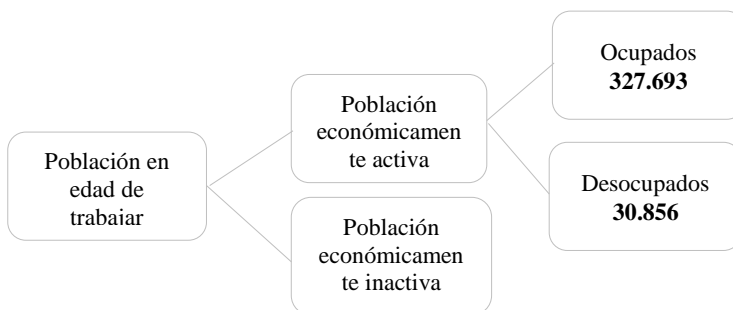 Población en
edad de
trabajar
Población
económicamen
te activa
Población
económicamen
te inactiva
Ocupados
327.693
Desocupados
30.856